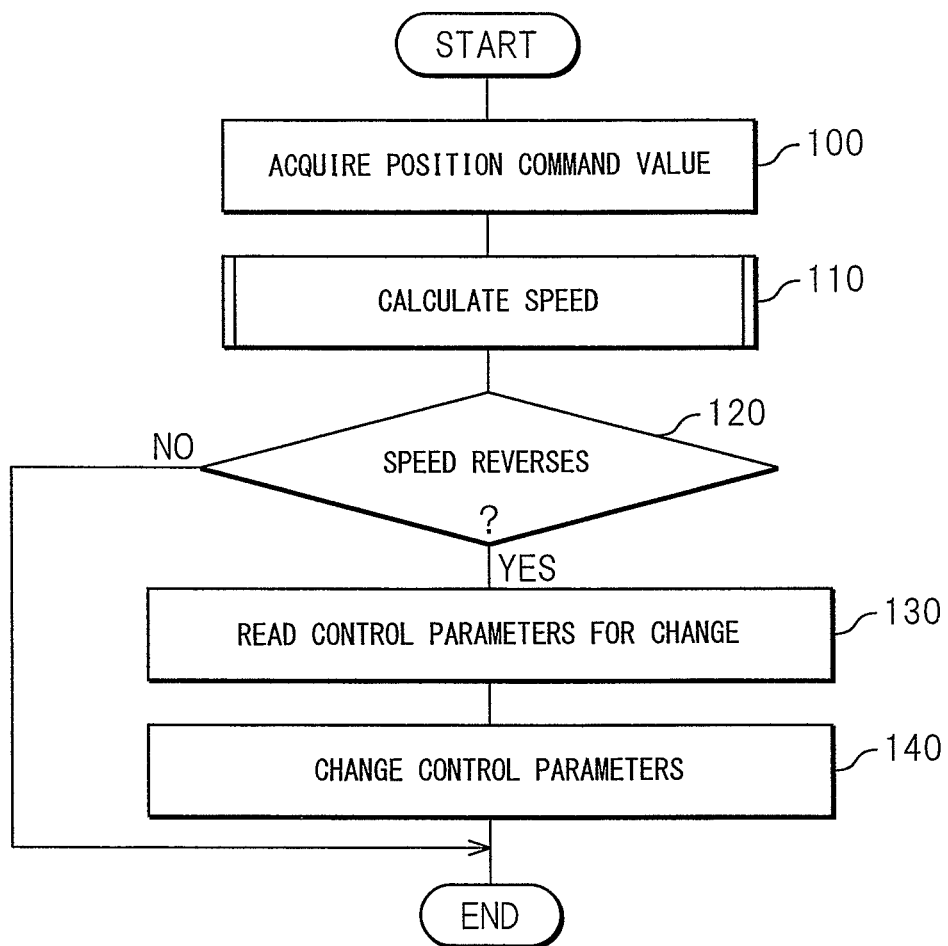 START
ACQUIRE POSITION COMMAND VALUE
100
CALCULATE SPEED
110
120
NO
SPEED REVERSES
?
YES
READ CONTROL PARAMETERS FOR CHANGE
130
CHANGE CONTROL PARAMETERS
140
END